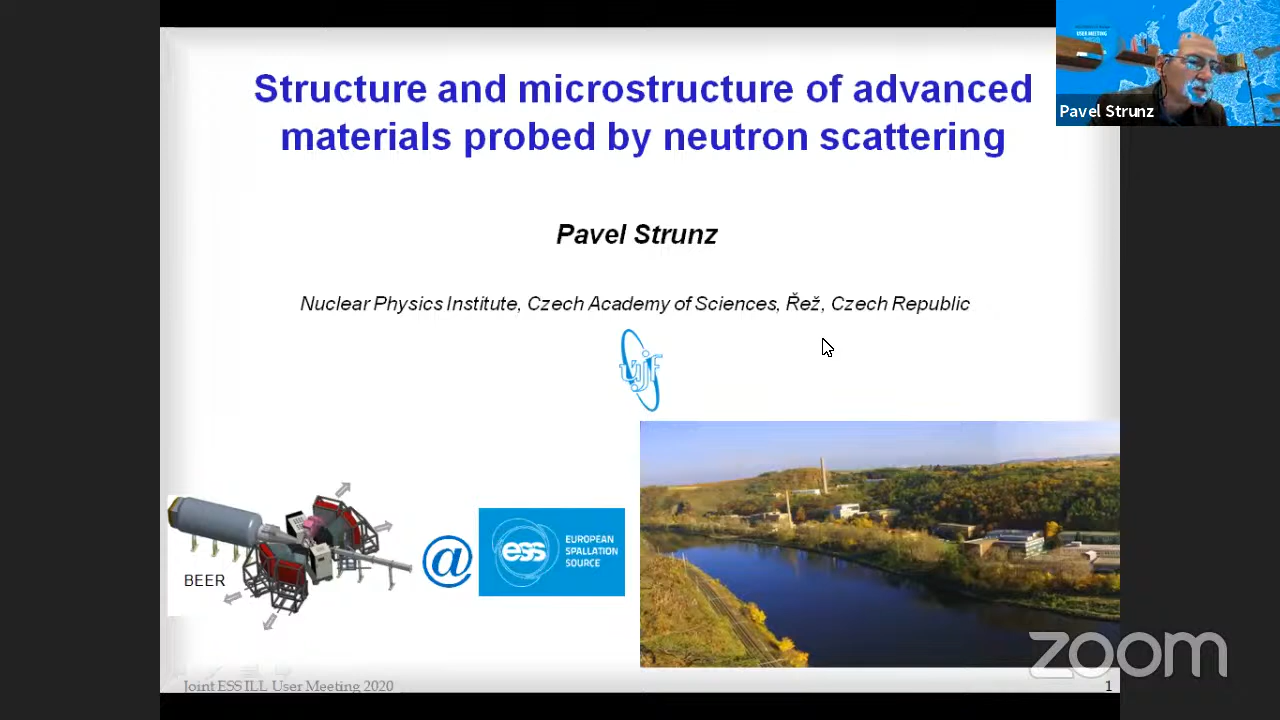 Structure and microstructure of advanced
materials probed by neutron scattering
USER MEETING
Pavel Strunz
Pavel Strunz
Nuclear Physics Institute, Czech Academy of Sciences, Řež, Czech Republic
ujf
BEER
@
ess
EUROPEAN
SPALLATION
SOURCE
zoom
Joint ESS ILL User Meeting 2020
1